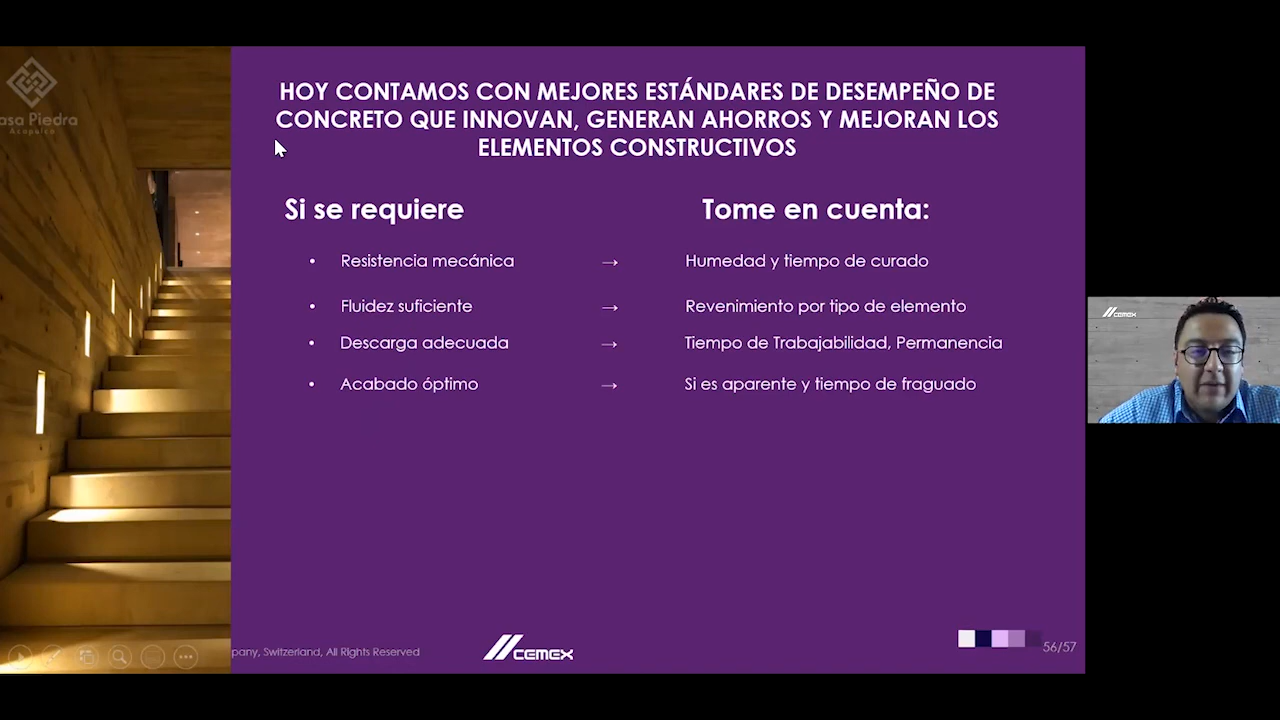 asa Piedra
Acapulco
HOY CONTAMOS CON MEJORES ESTÁNDARES DE DESEMPEÑO DE
CONCRETO QUE INNOVAN, GENERAN AHORROS Y MEJORAN LOS
ELEMENTOS CONSTRUCTIVOS
Si se requiere
Tome en cuenta:
• Resistencia mecánica → Humedad y tiempo de curado
• Fluidez suficiente → Revenimiento por tipo de elemento
• Descarga adecuada → Tiempo de Trabajabilidad, Permanencia
• Acabado óptimo → Si es aparente y tiempo de fraguado
CEMEX
pany, Switzerland, All Rights Reserved
CEMEX
56/57